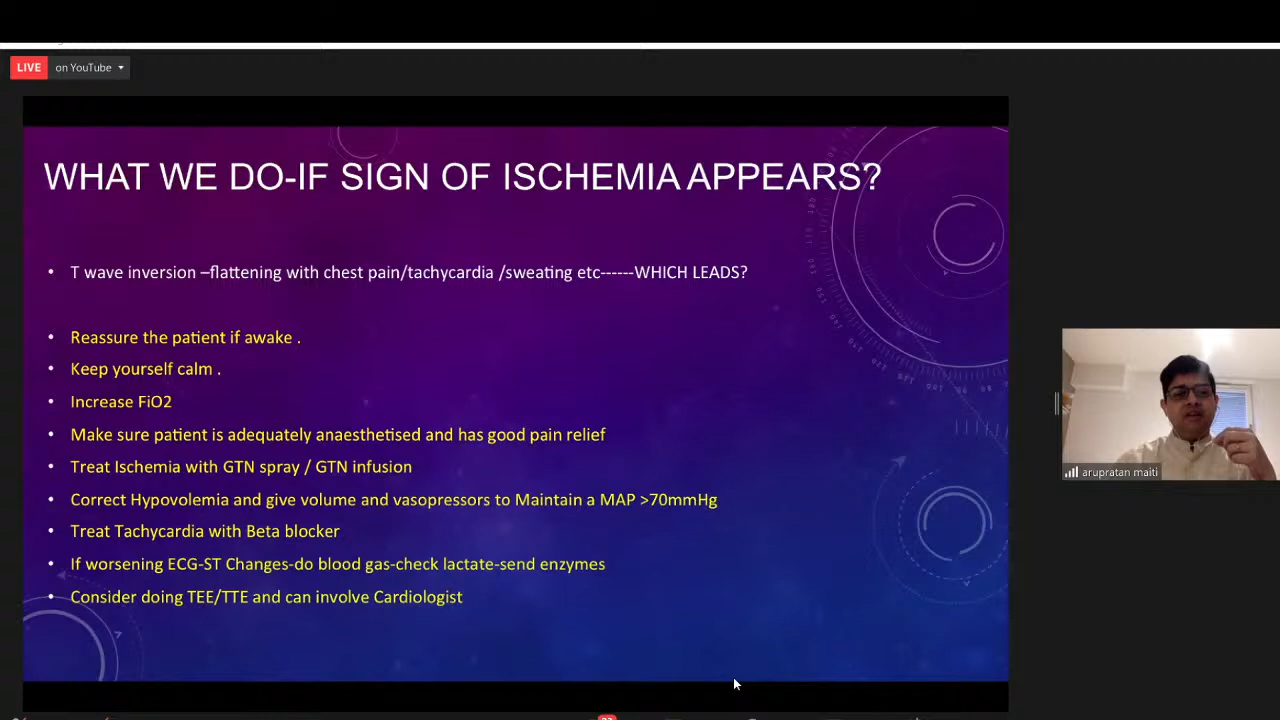 LIVE on YouTube
WHAT WE DO-IF SIGN OF ISCHEMIA APPEARS?
• T wave inversion –flattening with chest pain/tachycardia /sweating etc------WHICH LEADS?
• Reassure the patient if awake .
• Keep yourself calm .
• Increase FiO2
• Make sure patient is adequately anaesthetised and has good pain relief
• Treat Ischemia with GTN spray / GTN infusion
• Correct Hypovolemia and give volume and vasopressors to Maintain a MAP >70mmHg
• Treat Tachycardia with Beta blocker
• If worsening ECG-ST Changes-do blood gas-check lactate-send enzymes
• Consider doing TEE/TTE and can involve Cardiologist
arupratan maiti